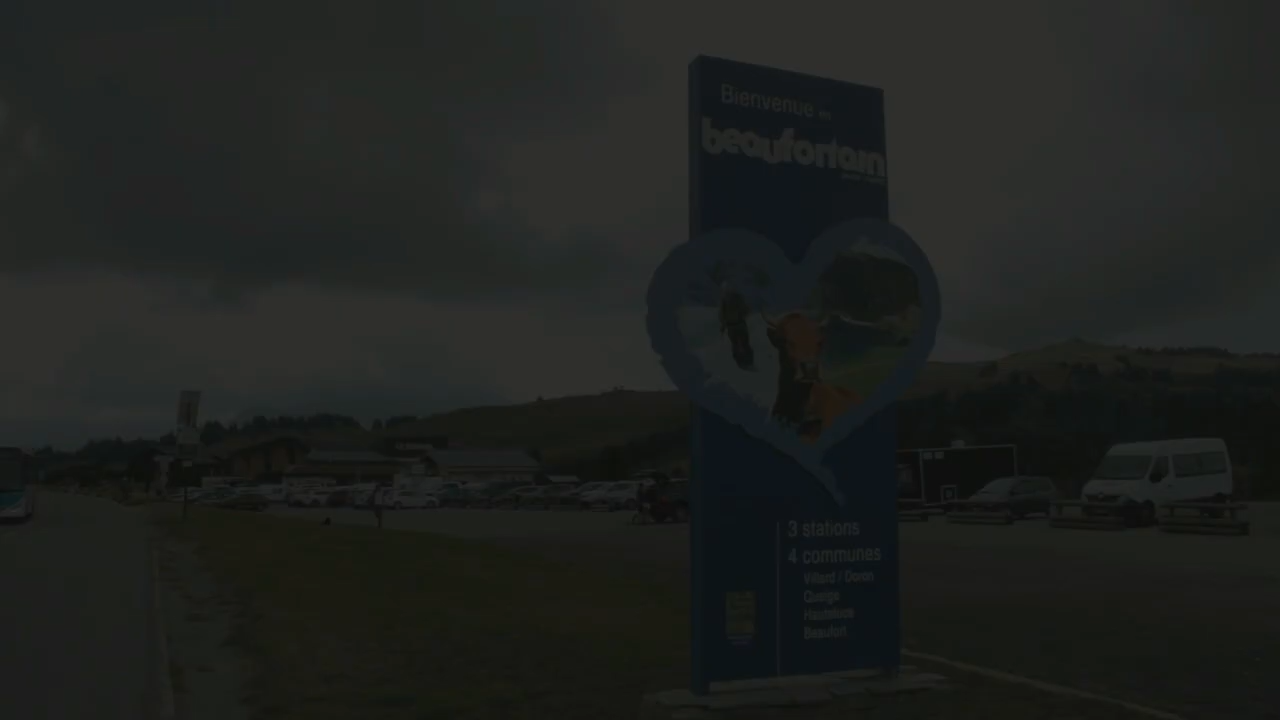 Bienvenue en
beaufortain
3 stations
4 communes
Villard / Doron
Queige
Hauteluce
Beaufort